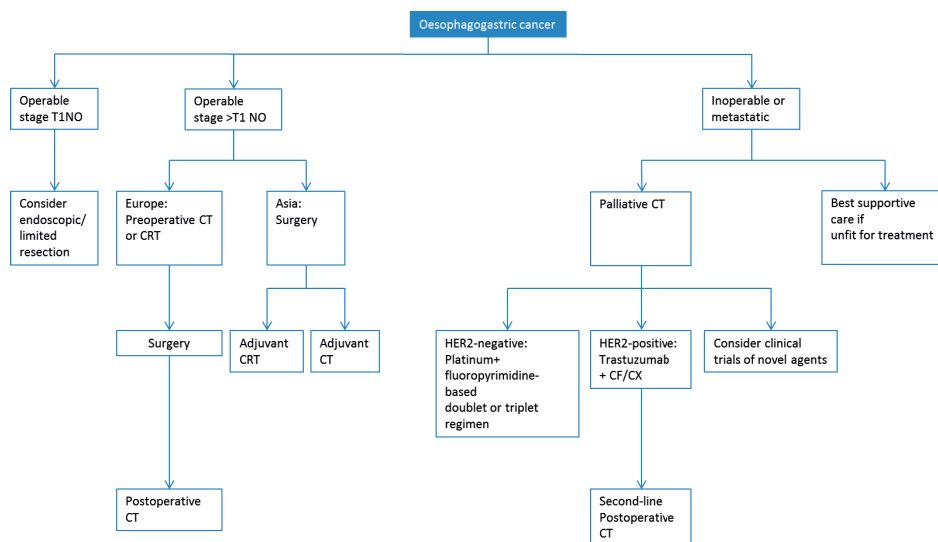 Oesophagogastric cancer
Operable
stage T1NO
Operable
stage >T1 NO
Inoperable or
metastatic
Consider
endoscopic/
limited
resection
Europe:
Preoperative CT
or CRT
Asia:
Surgery
Palliative CT
Best supportive
care if
unfit for treatment
Surgery
Adjuvant
CRT
Adjuvant
CT
HER2-negative:
Platinum+
fluoropyrimidine-
based
doublet or triplet
regimen
HER2-positive:
Trastuzumab
+ CF/CX
Consider clinical
trials of novel agents
Postoperative
CT
Second-line
Postoperative
CT